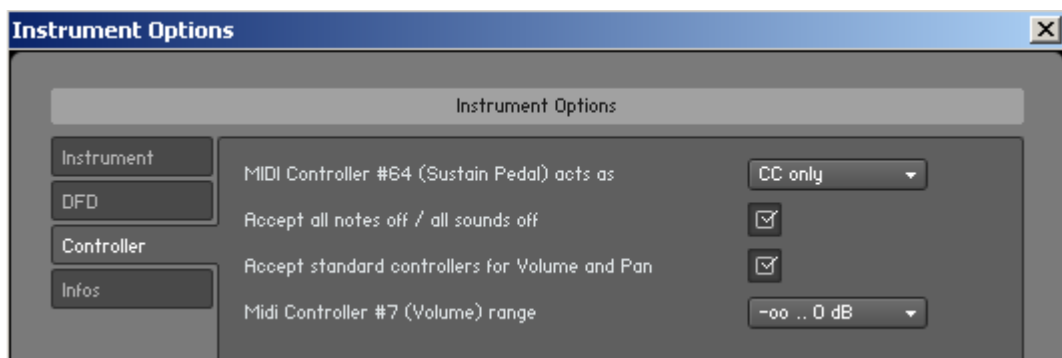 Instrument Options
Instrument Options
Instrument
DFD
Controller
Infos
MIDI Controller #64 (Sustain Pedal) acts as CC only
Accept all notes off / all sounds off
Accept standard controllers for Volume and Pan
Midi Controller #7 (Volume) range -oo .. 0 dB